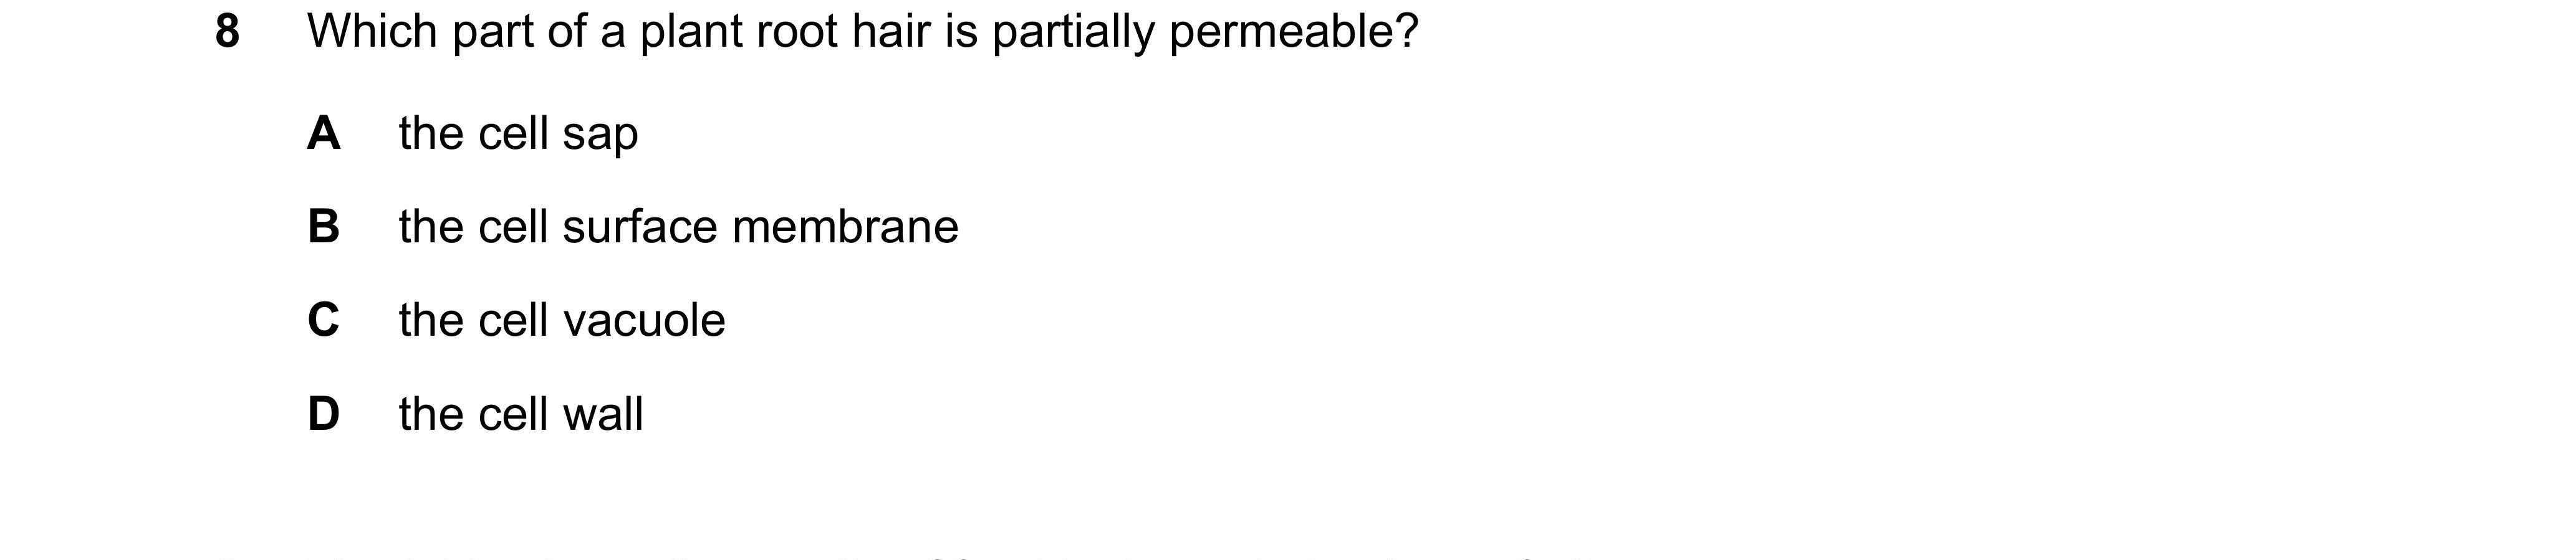 8 Which part of a plant root hair is partially permeable?
A the cell sap
B the cell surface membrane
C the cell vacuole
D the cell wall